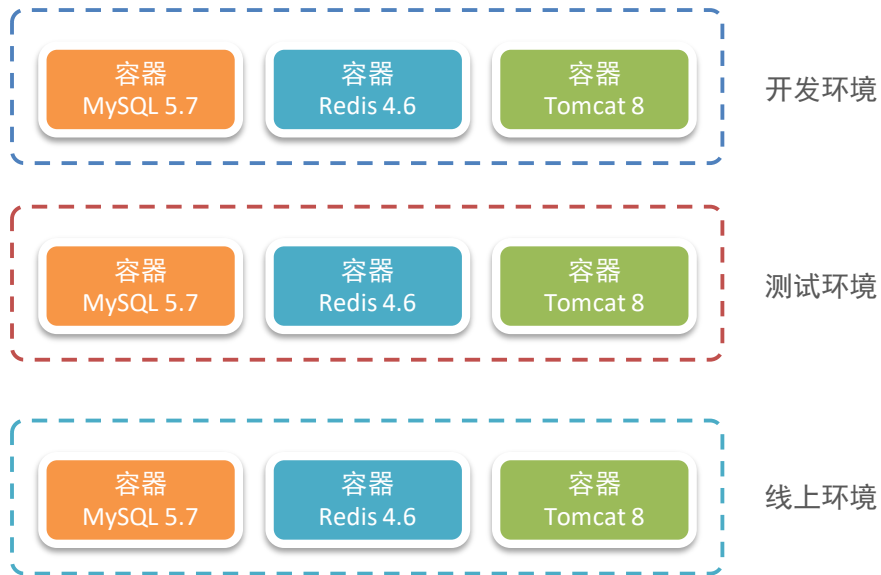 容器
MySQL 5.7
容器
Redis 4.6
容器
Tomcat 8
开发环境
容器
MySQL 5.7
容器
Redis 4.6
容器
Tomcat 8
测试环境
容器
MySQL 5.7
容器
Redis 4.6
容器
Tomcat 8
线上环境